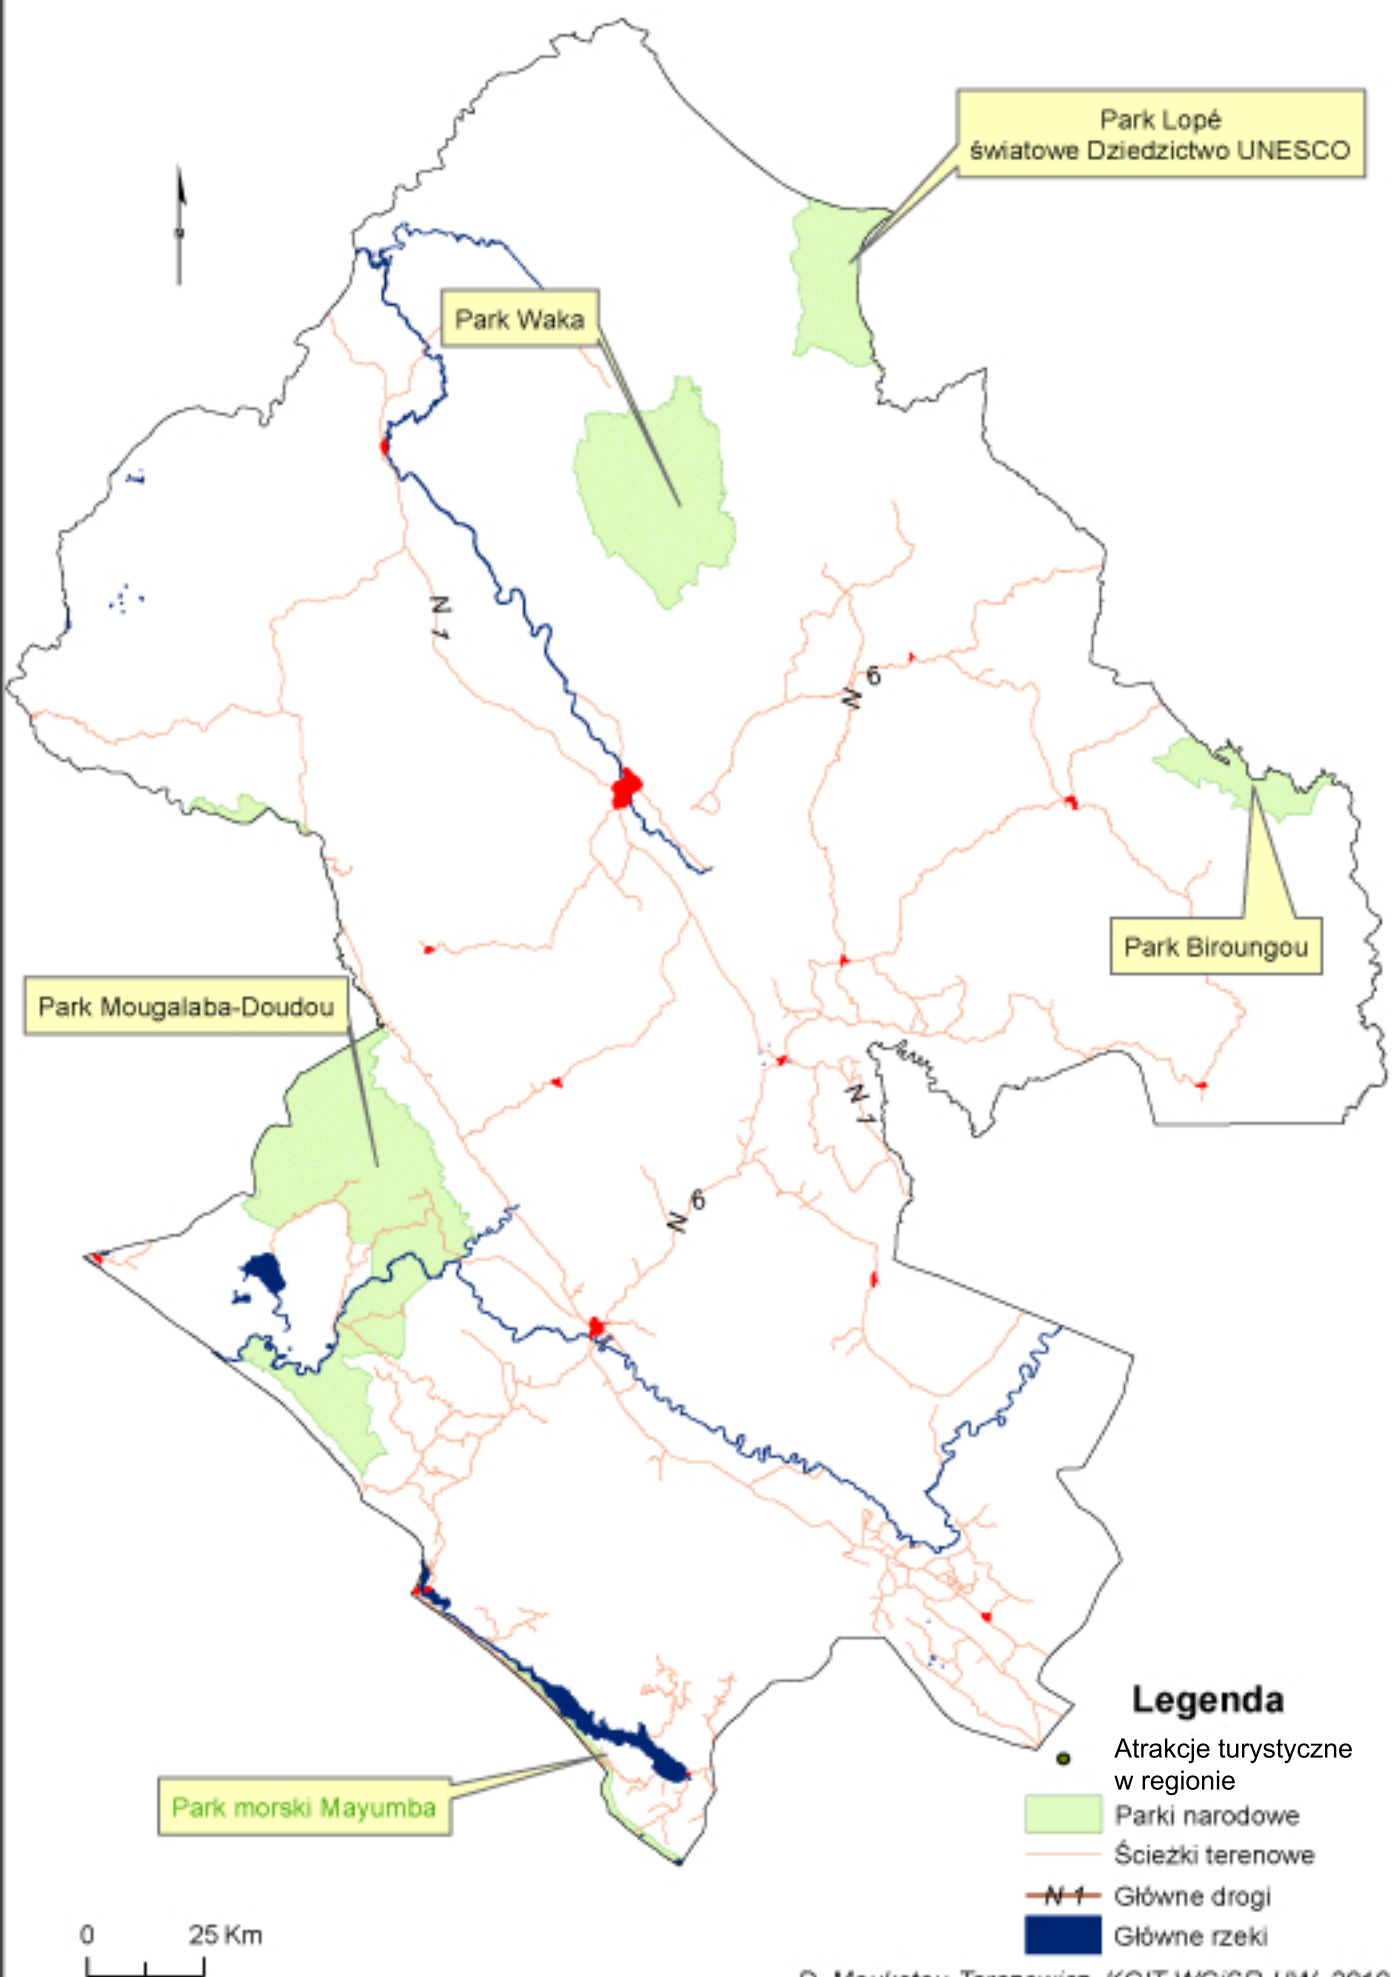 Park Lopé
światowe Dziedzictwo UNESCO
Park Waka
N 1
N 6
Park Biroungou
Park Mougalaba-Doudou
N 1
N 6
Park morski Mayumba
Legenda
Atrakcje turystyczne
w regionie
Parki narodowe
Ścieżki terenowe
N 1 Główne drogi
Główne rzeki
0 25 Km